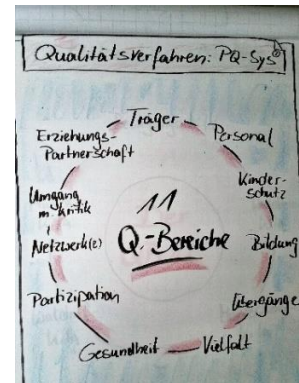 Qualitätsverfahren: PQ-Sys®
Träger
Personal
Kinder-
schutz
Bildung
Übergänge
Vielfalt
Gesundheit
Partizipation
Netzwerk(e)
Umgang
m. Kritik
Erziehungs-
Partnerschaft
11
Q.-Bereiche